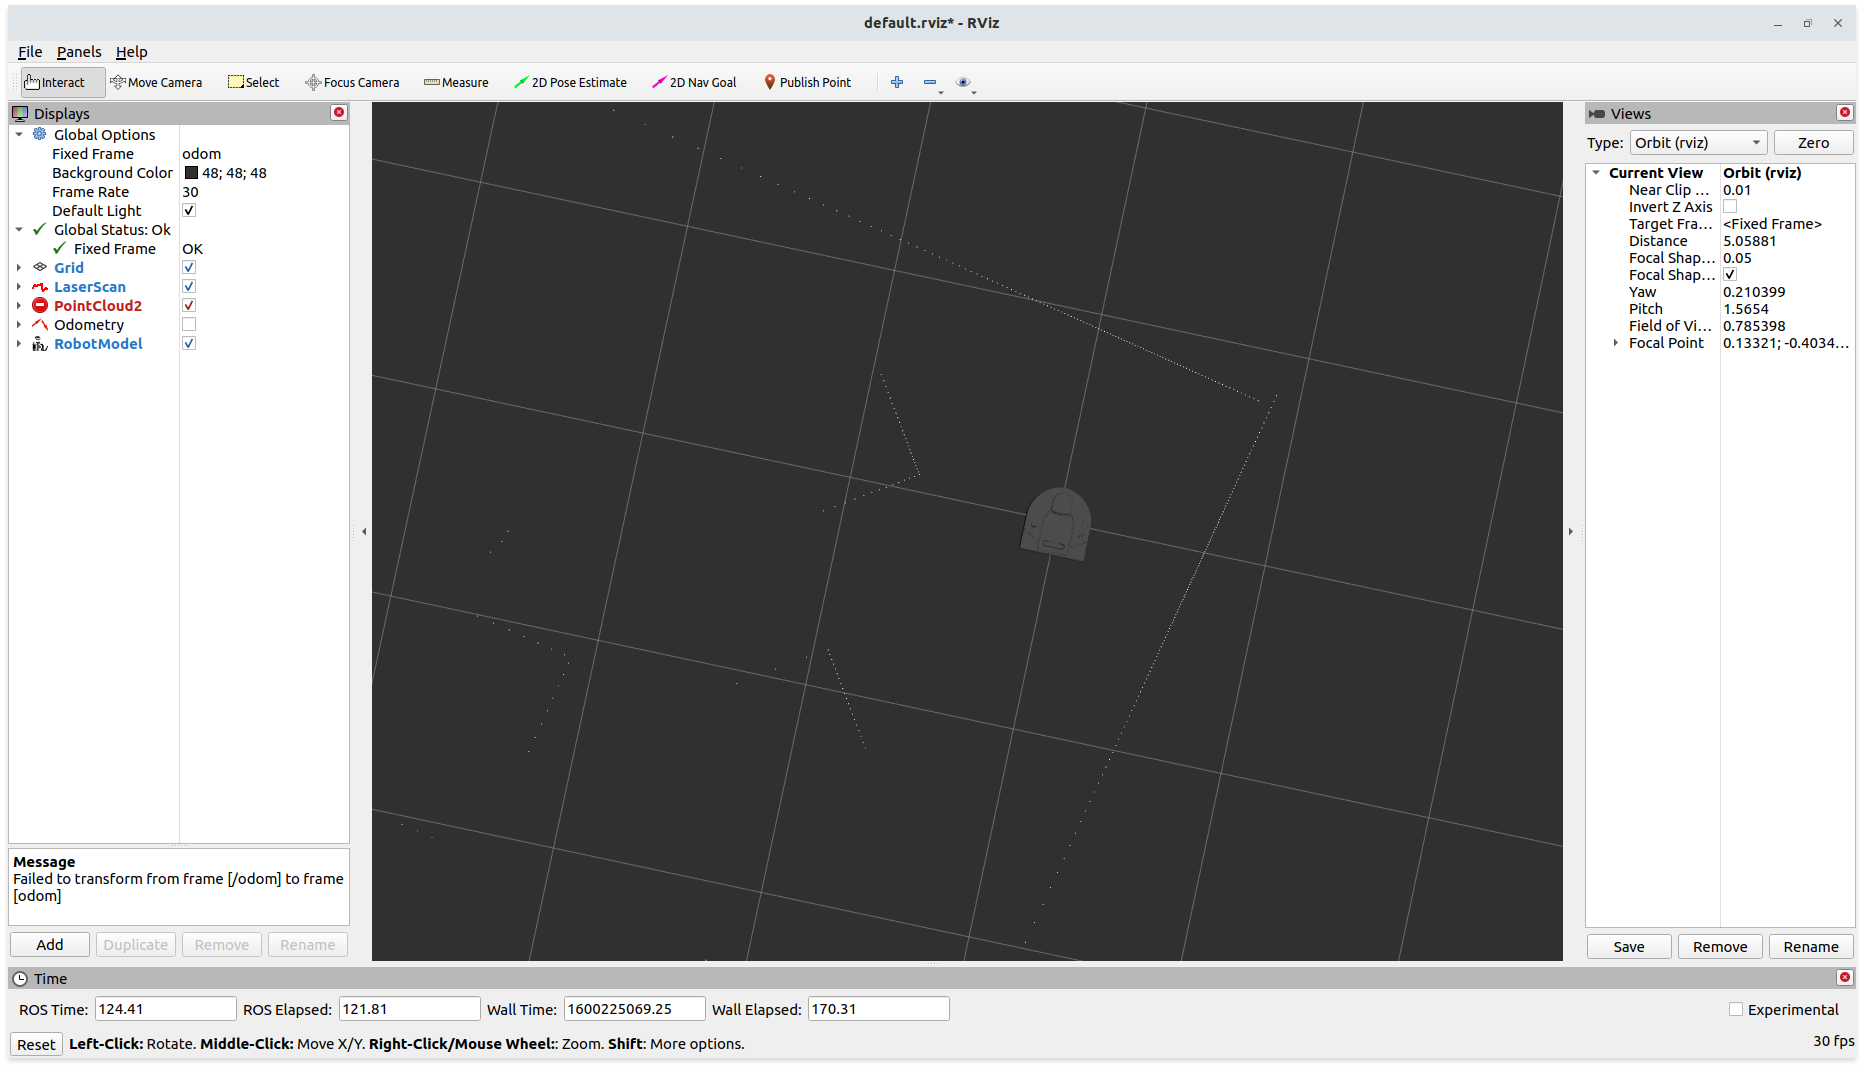 default.rviz* - RViz
File Panels Help
Interact Move Camera Select Focus Camera Measure 2D Pose Estimate 2D Nav Goal Publish Point
Displays
Global Options
Fixed Frame odom
Background Color 48; 48; 48
Frame Rate 30
Default Light
Global Status: Ok
Fixed Frame OK
Grid
LaserScan
PointCloud2
Odometry
RobotModel
Message
Failed to transform from frame [/odom] to frame
[odom]
Add Duplicate Remove Rename
Views
Type: Orbit (rviz) Zero
Current View Orbit (rviz)
Near Clip ... 0.01
Invert Z Axis
Target Fra... <Fixed Frame>
Distance 5.05881
Focal Shap... 0.05
Focal Shap...
Yaw 0.210399
Pitch 1.5654
Field of Vi... 0.785398
Focal Point 0.13321; -0.4034...
Save Remove Rename
Time
ROS Time: 124.41 ROS Elapsed: 121.81 Wall Time: 1600225069.25 Wall Elapsed: 170.31 Experimental
Reset Left-Click: Rotate. Middle-Click: Move X/Y. Right-Click/Mouse Wheel:: Zoom. Shift: More options. 30 fps